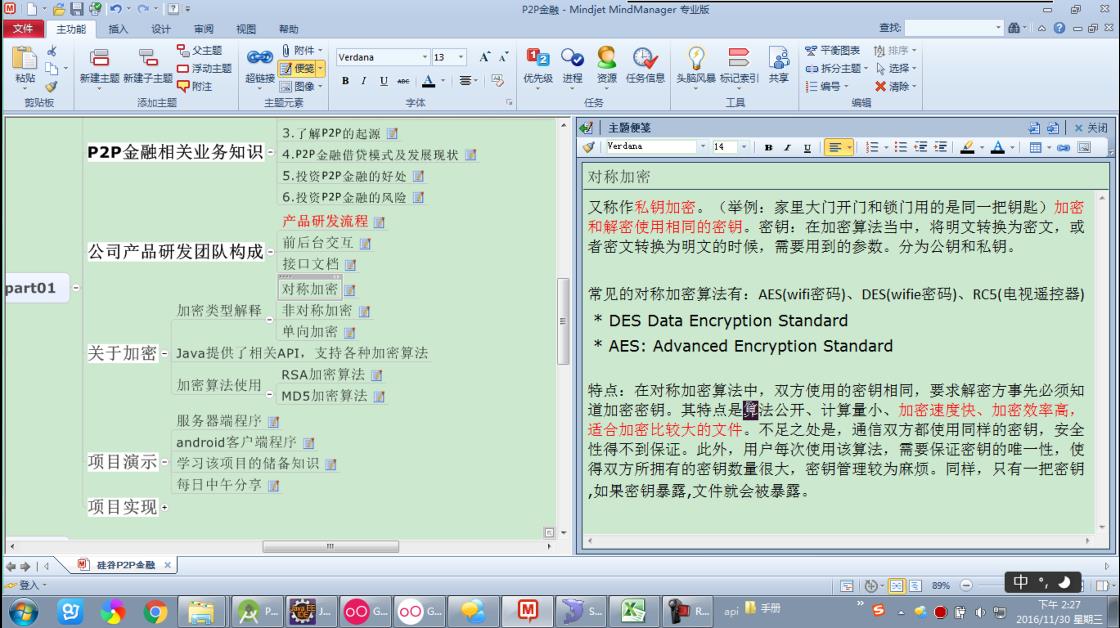 P2P金融 - Mindjet MindManager 专业版
文件 主功能 插入 设计 审阅 视图 帮助 查找:
粘贴 新建主题 新建子主题 父主题 浮动主题 附注 超链接 附件 便笺 图像 Verdana 13 优先级 进程 资源 任务信息 头脑风暴 标记索引 共享 平衡图表 拆分主题 编号 排序 选择 清除
B I U ABC A
剪贴板 添加主题 主题元素 字体 任务 工具 编辑
P2P金融相关业务知识
3.了解P2P的起源
4.P2P金融借贷模式及发展现状
5.投资P2P金融的好处
6.投资P2P金融的风险
公司产品研发团队构成
产品研发流程
前后台交互
接口文档
part01
关于加密
加密类型解释
对称加密
非对称加密
单向加密
Java提供了相关API，支持各种加密算法
加密算法使用
RSA加密算法
MD5加密算法
项目演示
服务器端程序
android客户端程序
学习该项目的储备知识
每日中午分享
项目实现
主题便笺 关闭
Verdana 14 B I U A
对称加密
又称作私钥加密。（举例：家里大门开门和锁门用的是同一把钥匙）加密
和解密使用相同的密钥。密钥：在加密算法当中，将明文转换为密文，或
者密文转换为明文的时候，需要用到的参数。分为公钥和私钥。
常见的对称加密算法有：AES(wifi密码)、DES(wifie密码)、RC5(电视遥控器)
* DES Data Encryption Standard
* AES: Advanced Encryption Standard
特点：在对称加密算法中，双方使用的密钥相同，要求解密方事先必须知
道加密密钥。其特点是算法公开、计算量小、加密速度快、加密效率高，
适合加密比较大的文件。不足之处是，通信双方都使用同样的密钥，安全
性得不到保证。此外，用户每次使用该算法，需要保证密钥的唯一性，使
得双方所拥有的密钥数量很大，密钥管理较为麻烦。同样，只有一把密钥
,如果密钥暴露,文件就会被暴露。
硅谷P2P金融
登入 89%
中 °,
P... J... G... G... S... R... api 手册
下午 2:27
2016/11/30 星期三